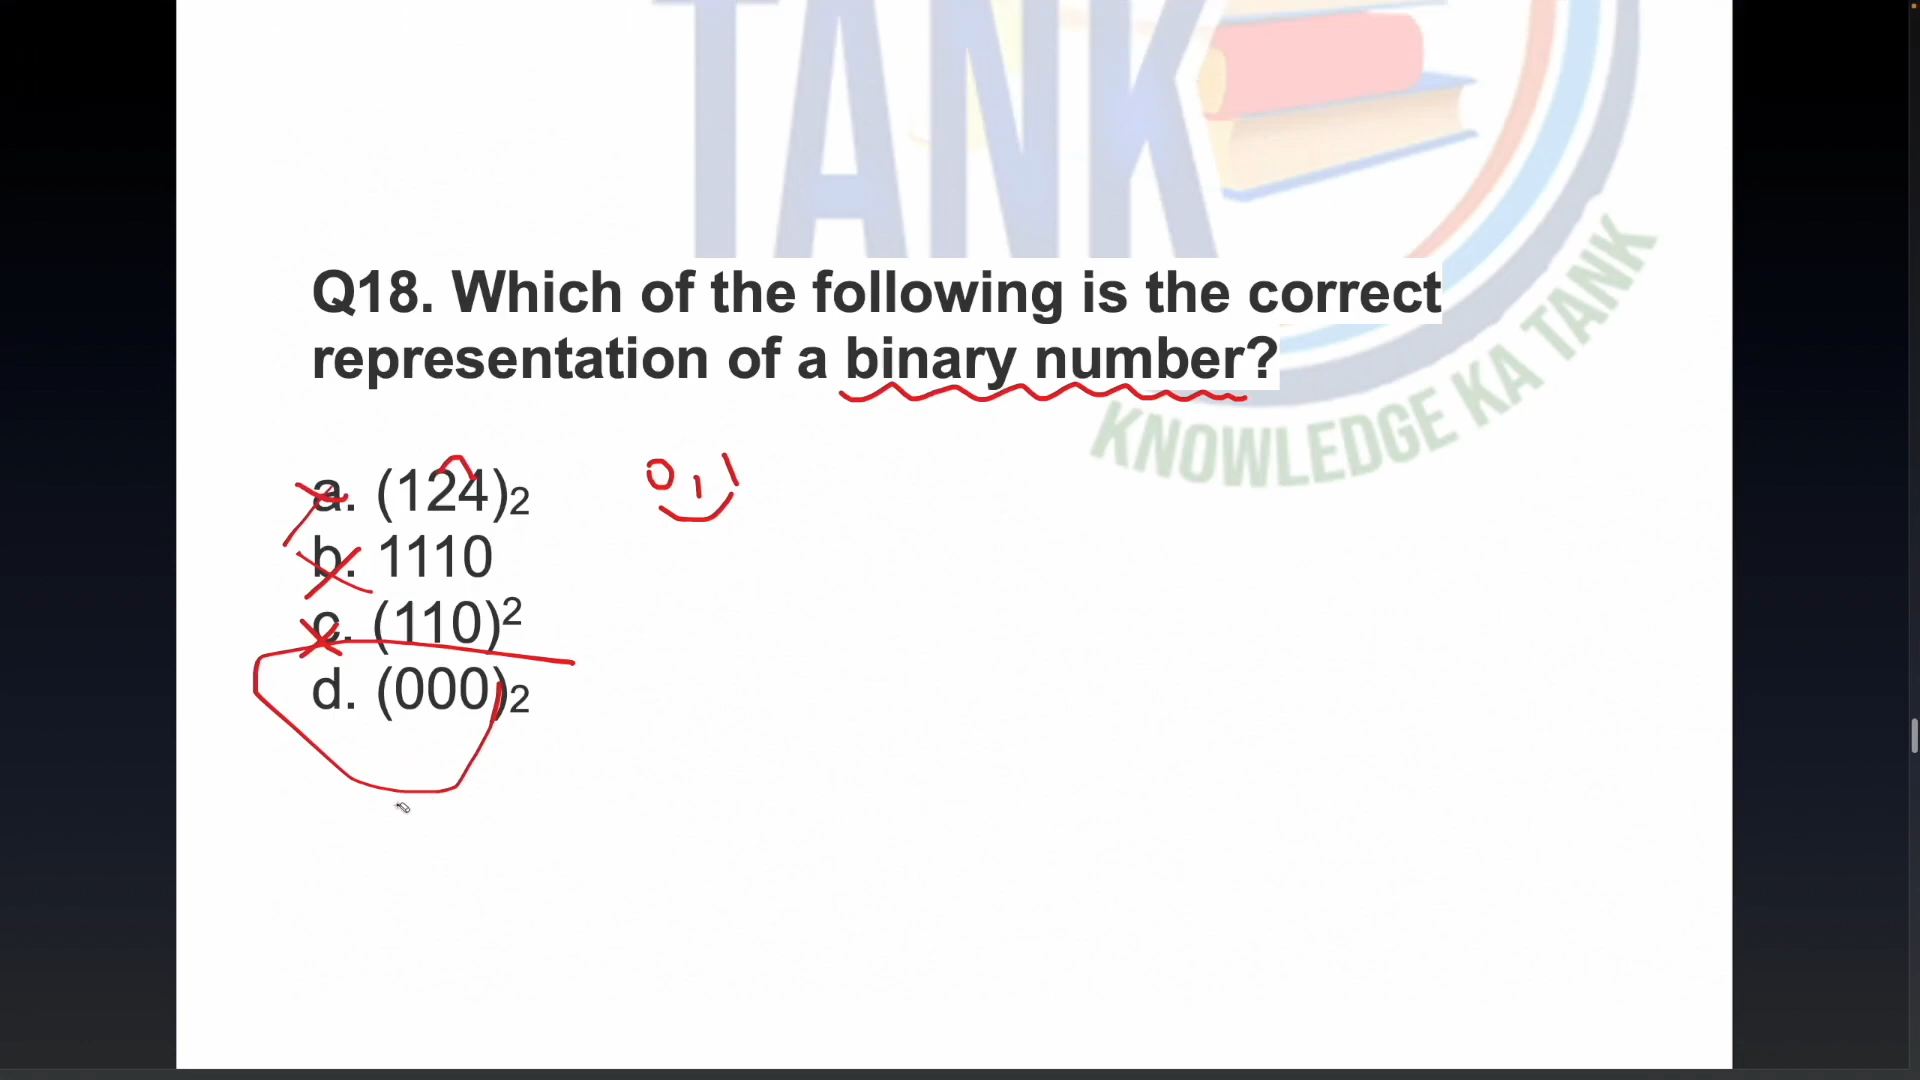 TANK
KNOWLEDGE KA TANK
Q18. Which of the following is the correct
representation of a binary number?
a. (124)₂
0, 1
b. 1110
c. (110)²
d. (000)₂